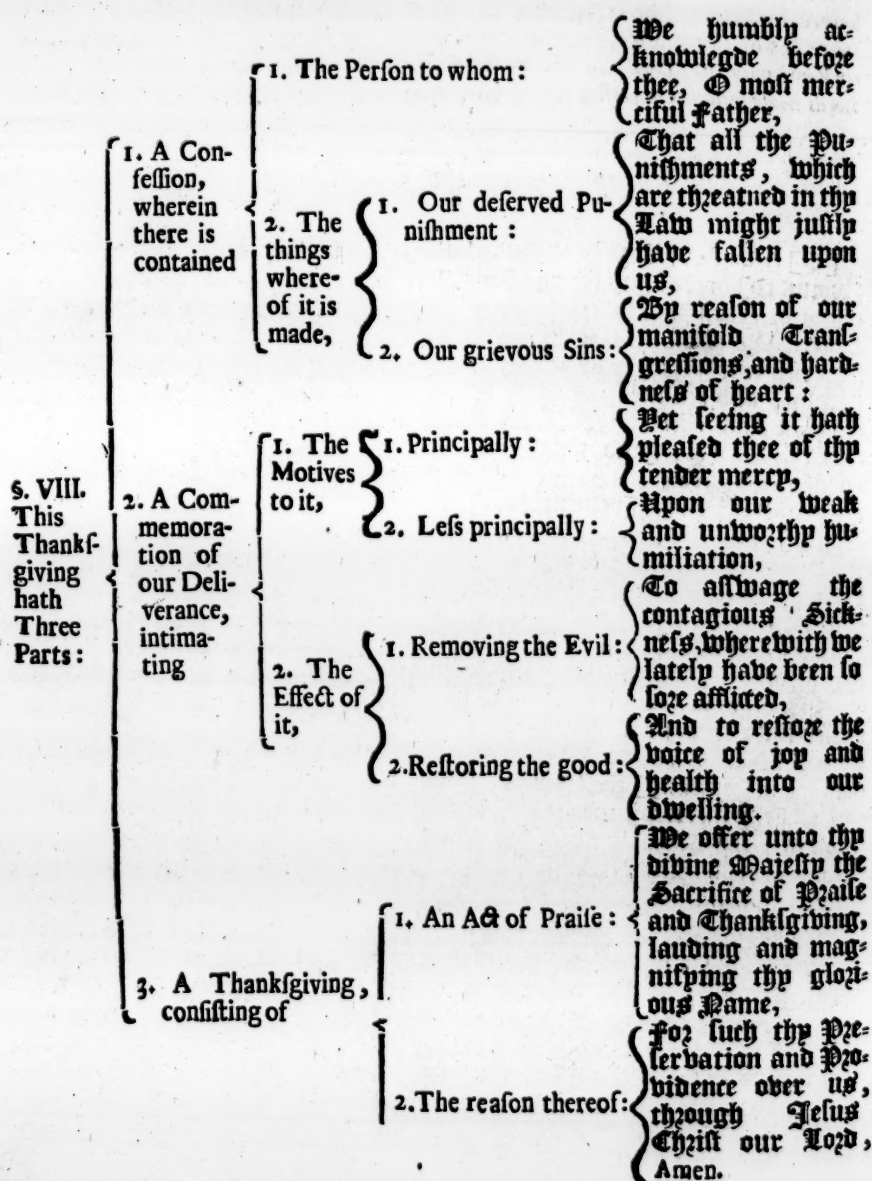 §. VIII.
This
Thankſ-
giving
hath
Three
Parts:
1. A Con-
feſſion,
wherein
there is
contained
1. The Perſon to whom:
We humbly ac-
knowlegde before
thee, O moſt mer-
ciful Father,
2. The
things
where-
of it is
made,
1. Our deſerved Pu-
niſhment:
That all the Pu-
niſhments, which
are threatned in thy
Law might juſtly
have fallen upon
us,
2. Our grievous Sins:
By reaſon of our
manifold Tranſ-
greſſions, and hard-
neſs of heart:
2. A Com-
memora-
tion of
our Deli-
verance,
intima-
ting
1. The
Motives
to it,
1. Principally:
Yet ſeeing it hath
pleaſed thee of thy
tender mercy,
2. Leſs principally:
Upon our weak
and unworthy hu-
miliation,
2. The
Effect of
it,
1. Removing the Evil:
To aſſwage the
contagious Sick-
neſs, wherewith we
lately have been ſo
ſore afflicted,
2. Reſtoring the good:
And to reſtore the
voice of joy and
health into our
dwelling.
3. A Thankſgiving,
conſiſting of
1. An Act of Praiſe:
We offer unto thy
divine Majeſty the
Sacrifice of Praiſe
and Thankſgiving,
lauding and mag-
nifying thy glori-
ous Name,
2. The reaſon thereof:
For ſuch thy Pre-
ſervation and Pro-
vidence over us,
through Jeſus
Chriſt our Lord,
Amen.